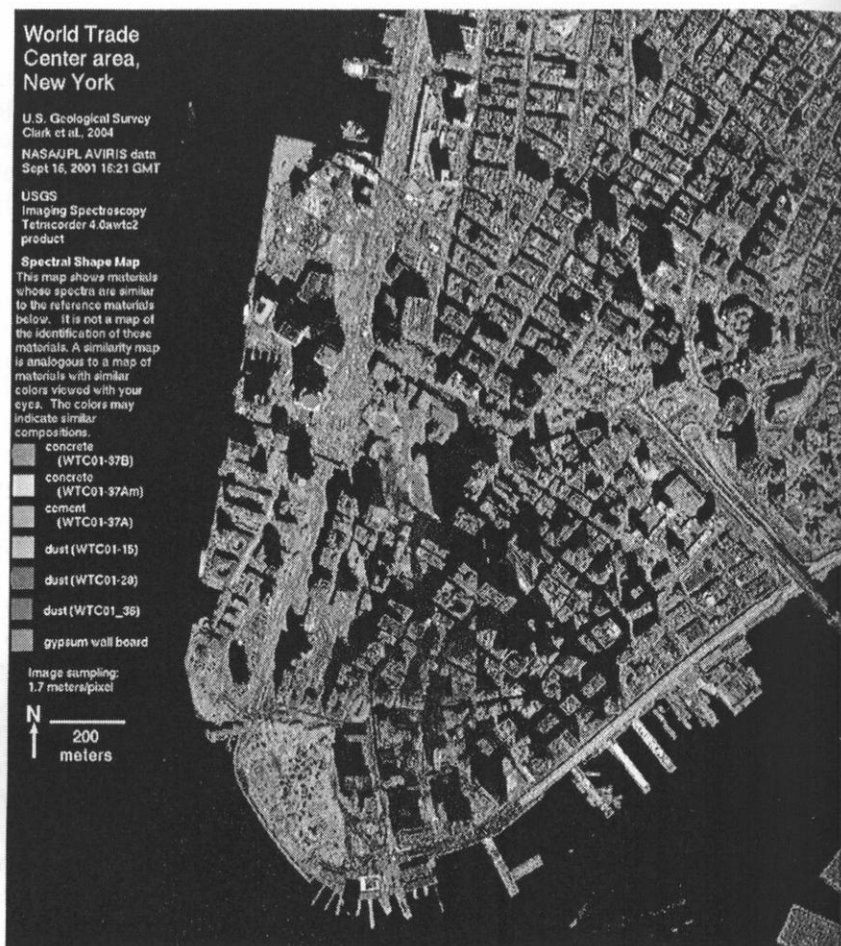 World Trade
Center area,
New York
U.S. Geological Survey
Clark et al., 2004
NASA/JPL AVIRIS data
Sept 16, 2001 16:21 GMT
USGS
Imaging Spectroscopy
Tetracorder 4.0awtc2
product
Spectral Shape Map
This map shows materials
whose spectra are similar
to the reference materials
below. It is not a map of
the identification of these
materials. A similarity map
is analogous to a map of
materials with similar
colors viewed with your
eyes. The colors may
indicate similar
compositions.
concrete
(WTC01-37B)
concrete
(WTC01-37Am)
cement
(WTC01-37A)
dust (WTC01-15)
dust (WTC01-28)
dust (WTC01_36)
gypsum wall board
Image sampling:
1.7 meters/pixel
N
200
meters